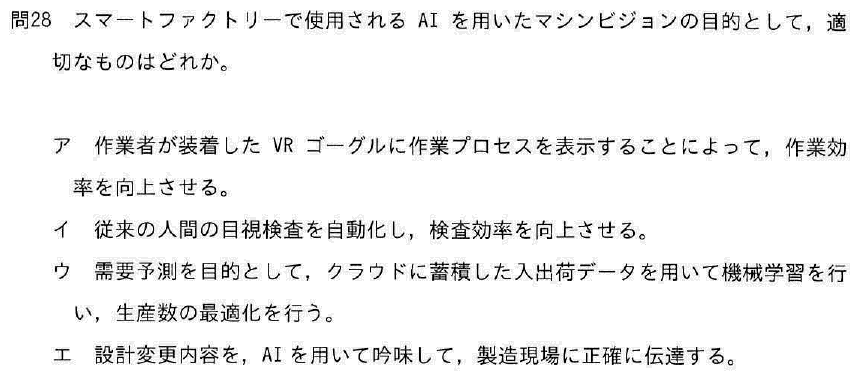 問28 スマートファクトリーで使用される AI を用いたマシンビジョンの目的として，適
切なものはどれか。
ア 作業者が装着した VR ゴーグルに作業プロセスを表示することによって，作業効
率を向上させる。
イ 従来の人間の目視検査を自動化し，検査効率を向上させる。
ウ 需要予測を目的として，クラウドに蓄積した入出荷データを用いて機械学習を行
い，生産数の最適化を行う。
エ 設計変更内容を，AI を用いて吟味して，製造現場に正確に伝達する。